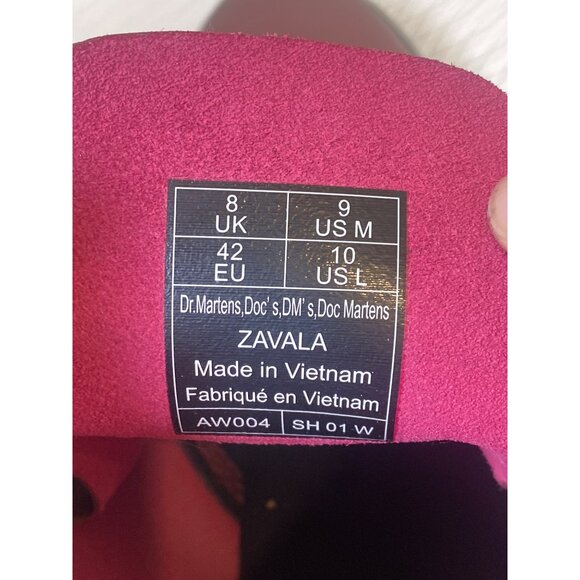 8 9
UK US M
42 10
EU US L
Dr.Martens,Doc's,DM's,Doc Martens
ZAVALA
Made in Vietnam
Fabriqué en Vietnam
AW004 SH 01 W